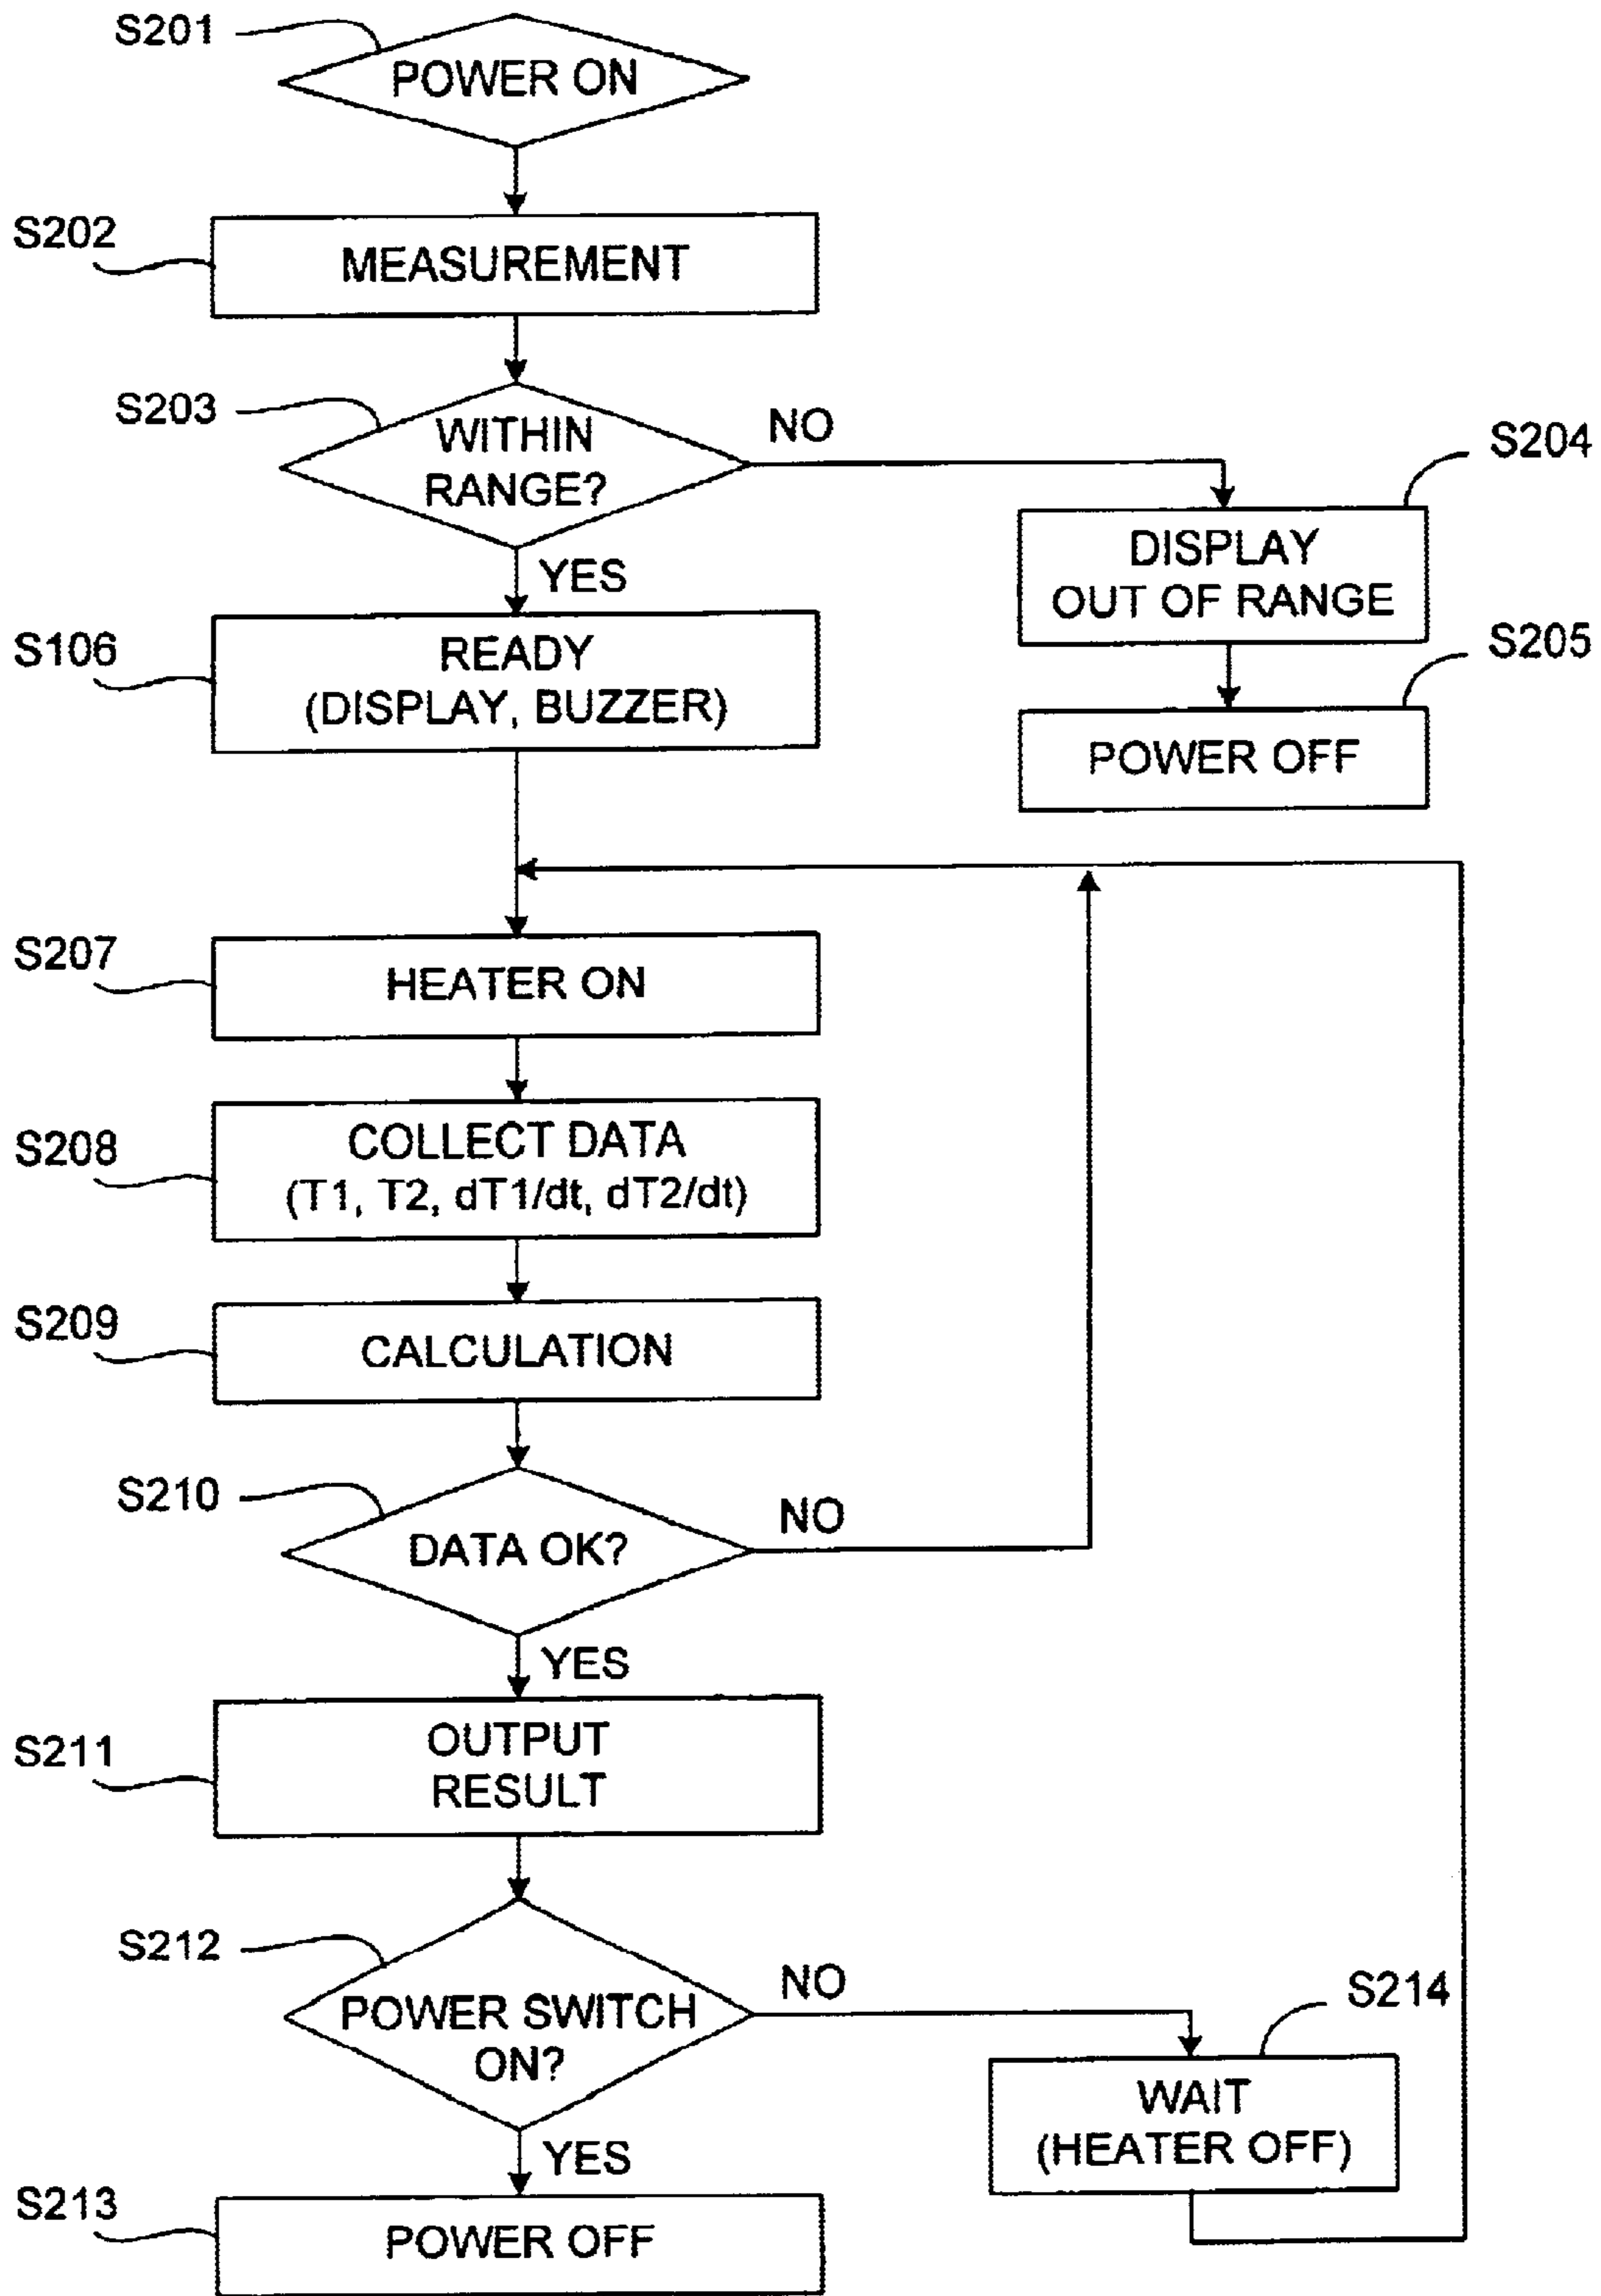 S201
POWER ON
S202
MEASUREMENT
S203
WITHIN
RANGE?
NO
S204
DISPLAY
OUT OF RANGE
YES
S106
READY
(DISPLAY, BUZZER)
S205
POWER OFF
S207
HEATER ON
S208
COLLECT DATA
(T1, T2, dT1/dt, dT2/dt)
S209
CALCULATION
S210
DATA OK?
NO
YES
S211
OUTPUT
RESULT
S212
POWER SWITCH
ON?
NO
S214
WAIT
(HEATER OFF)
YES
S213
POWER OFF